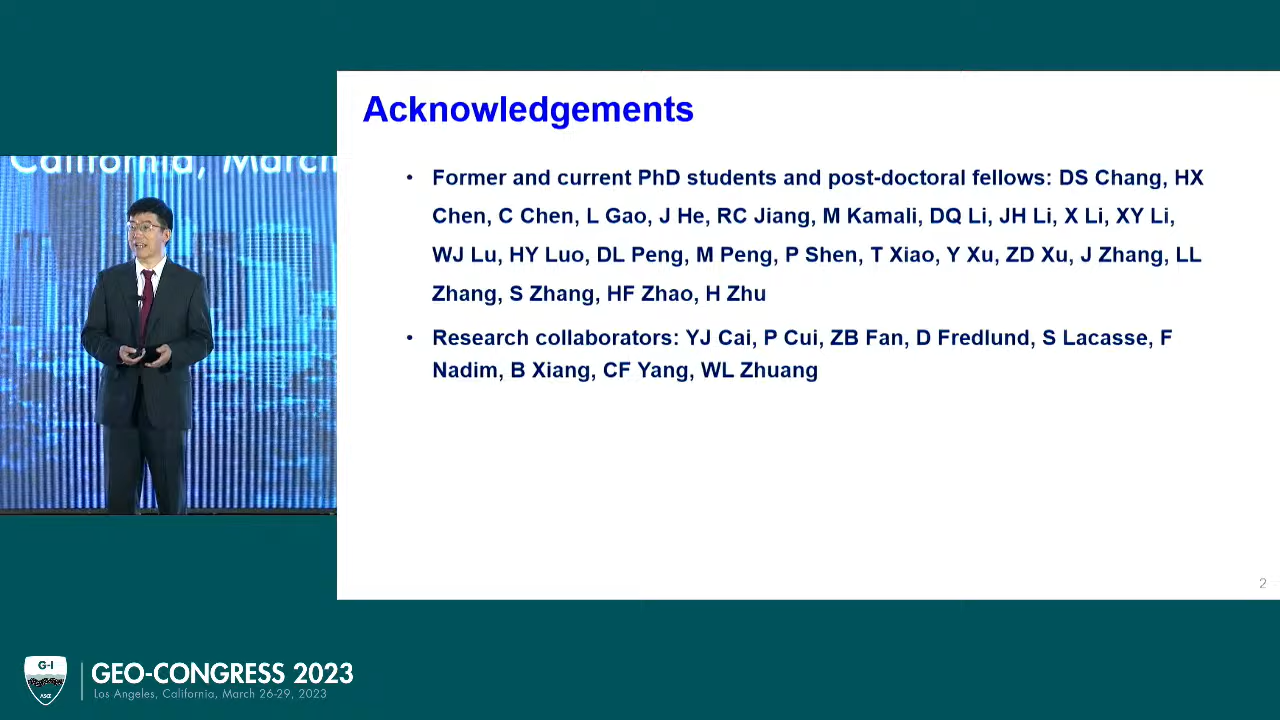 Acknowledgements
California, March
• Former and current PhD students and post-doctoral fellows: DS Chang, HX
Chen, C Chen, L Gao, J He, RC Jiang, M Kamali, DQ Li, JH Li, X Li, XY Li,
WJ Lu, HY Luo, DL Peng, M Peng, P Shen, T Xiao, Y Xu, ZD Xu, J Zhang, LL
Zhang, S Zhang, HF Zhao, H Zhu
• Research collaborators: YJ Cai, P Cui, ZB Fan, D Fredlund, S Lacasse, F
Nadim, B Xiang, CF Yang, WL Zhuang
2
G-I
ASCE
GEO-CONGRESS 2023
Los Angeles, California, March 26-29, 2023